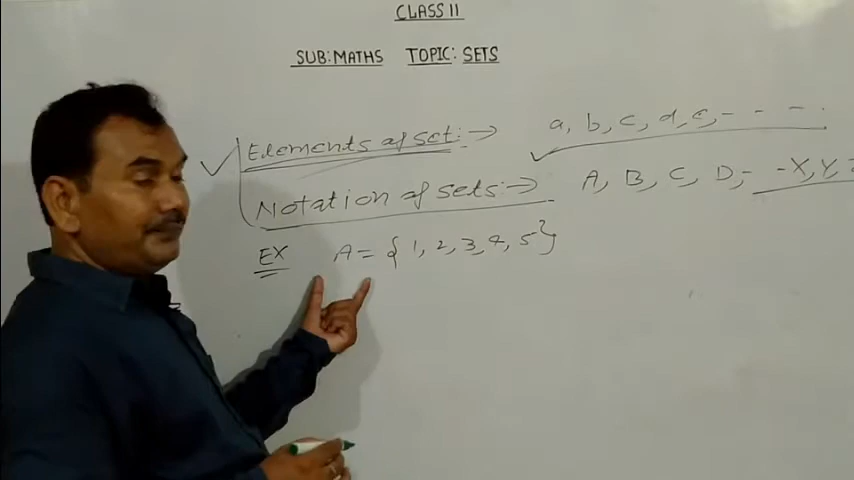 CLASS 11
SUB: MATHS TOPIC: SETS
Elements of set :→ a, b, c, d, e, - - - .
Notation of sets :→ A, B, C, D, - - X, Y, Z
EX A = { 1, 2, 3, 4, 5}